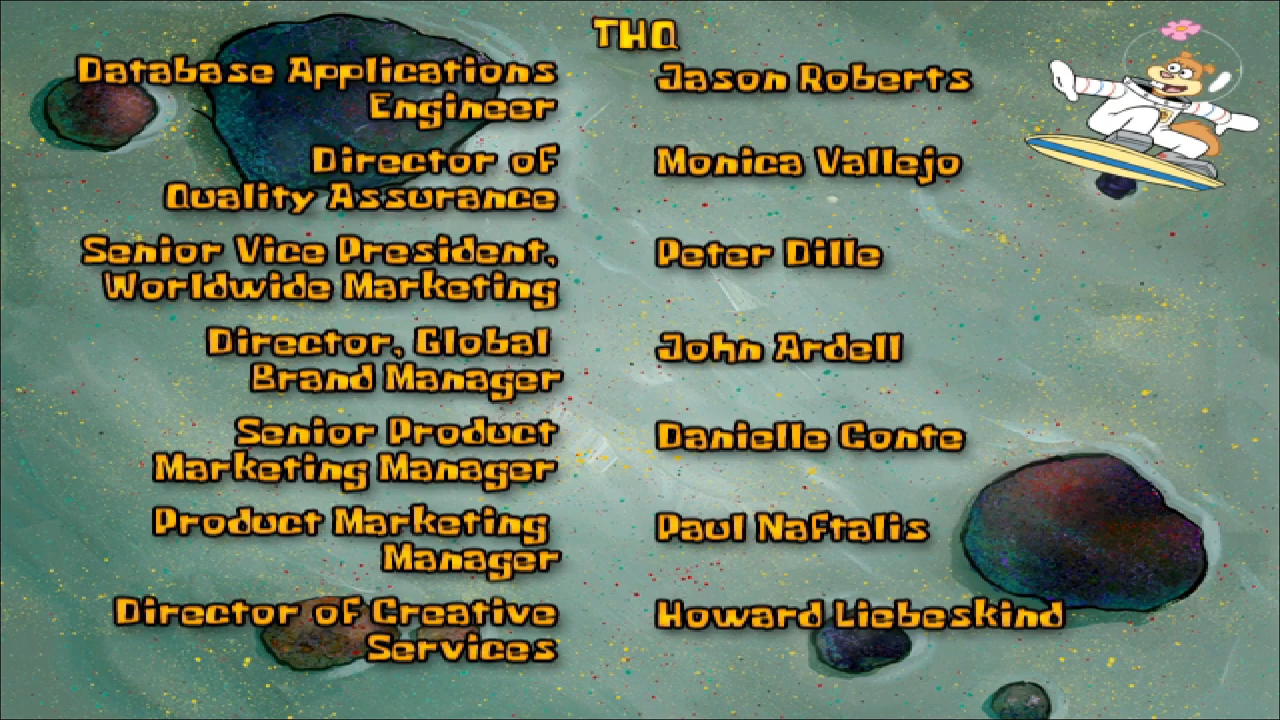 THQ
Database Applications
Engineer
Jason Roberts
Director of
Quality Assurance
Monica Vallejo
Senior Vice President,
Worldwide Marketing
Peter Dille
Director, Global
Brand Manager
John Ardell
Senior Product
Marketing Manager
Danielle Conte
Product Marketing
Manager
Paul Naftalis
Director of Creative
Services
Howard Liebeskind